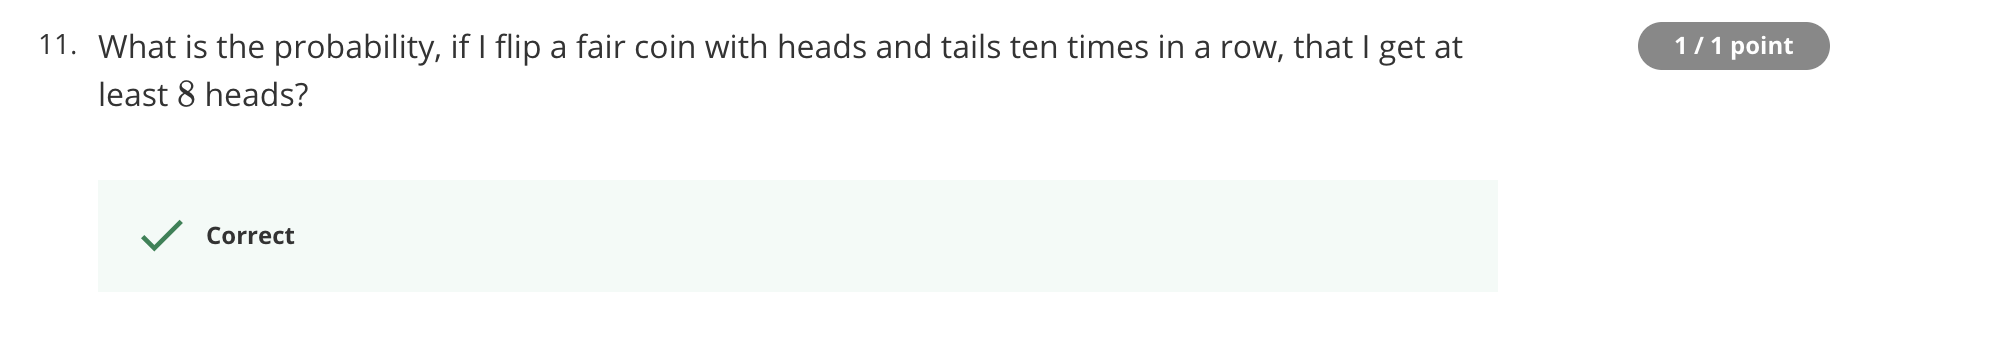 11. What is the probability, if I flip a fair coin with heads and tails ten times in a row, that I get at
least 8 heads?
1 / 1 point
Correct